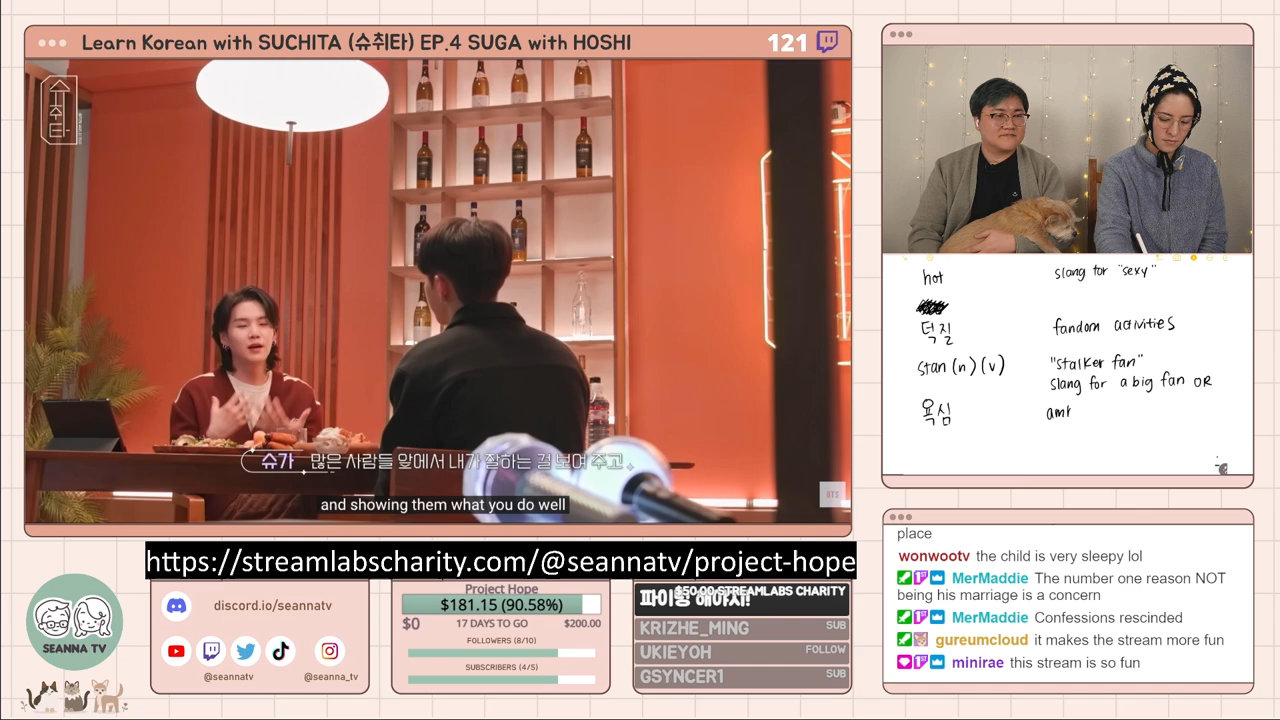 Learn Korean with SUCHITA (슈취타) EP.4 SUGA with HOSHI
121
슈취타
슈가 많은 사람들 앞에서 내가 잘하는 걸 보여 주고
and showing them what you do well
BTS
https://streamlabscharity.com/@seannatv/project-hope
hot slang for "sexy"
덕질 fandom activities
stan (n) (v) "stalker fan"
slang for a big fan OR
욕심
place
wonwootv the child is very sleepy lol
MerMaddie The number one reason NOT
being his marriage is a concern
MerMaddie Confessions rescinded
gureumcloud it makes the stream more fun
minirae this stream is so fun
SEANNA TV
discord.io/seannatv
@seannatv
@seanna_tv
Project Hope
$181.15 (90.58%)
$0 17 DAYS TO GO $200.00
FOLLOWERS (8/10)
SUBSCRIBERS (4/5)
$50.00 STREAMLABS CHARITY
파이팅 해야지!
KRIZHE_MING SUB
UKIEYOH FOLLOW
GSYNCER1 SUB